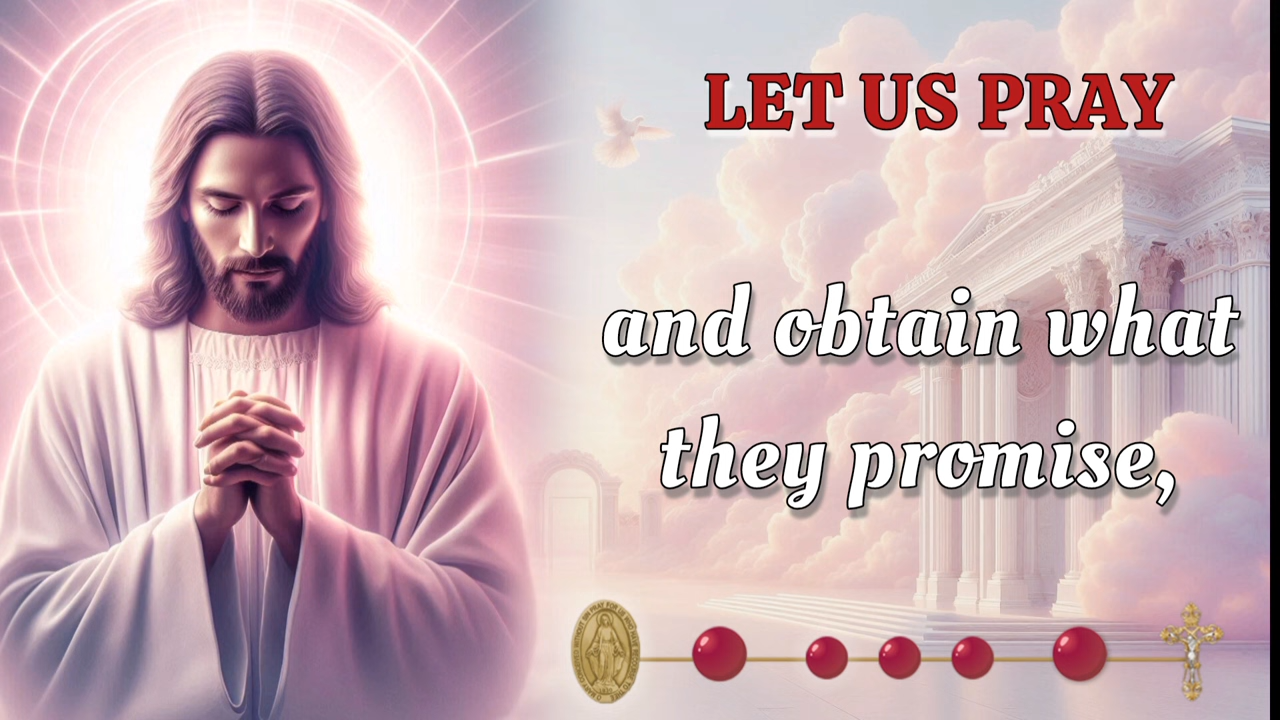 LET US PRAY
and obtain what
they promise,